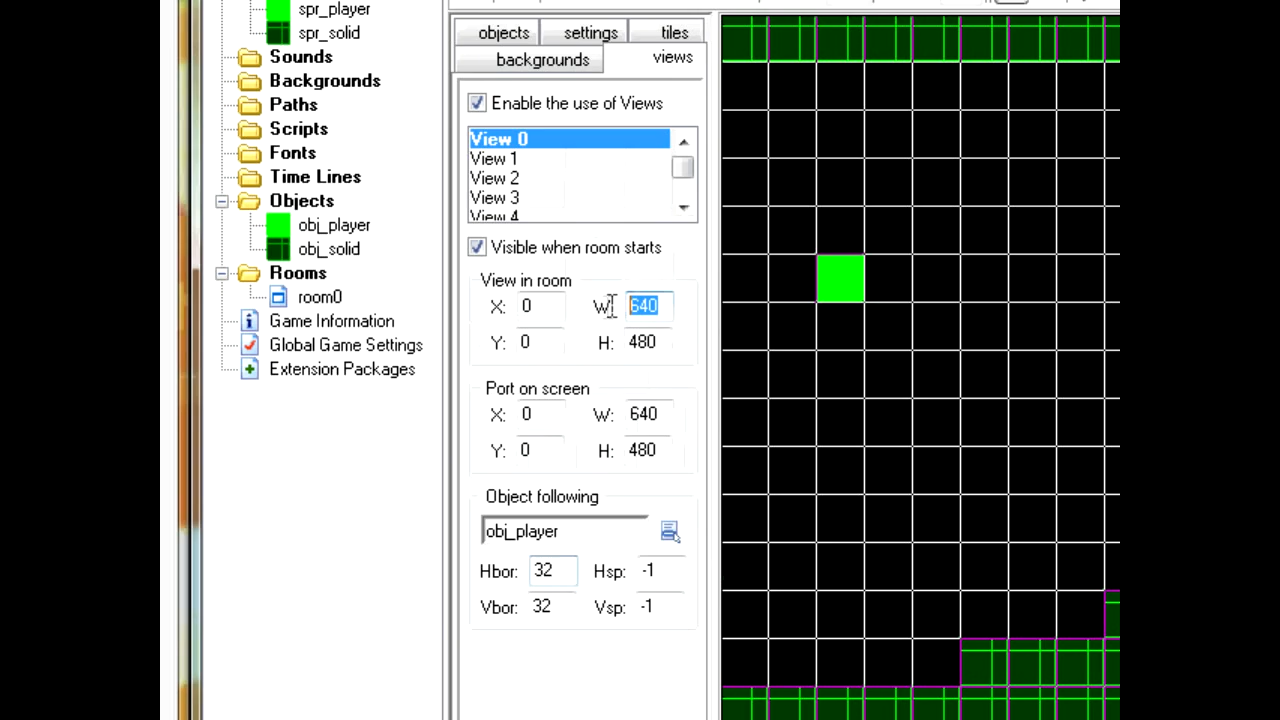 spr_player
spr_solid
Sounds
Backgrounds
Paths
Scripts
Fonts
Time Lines
Objects
obj_player
obj_solid
Rooms
room0
Game Information
Global Game Settings
Extension Packages
objects settings tiles
backgrounds views
Enable the use of Views
View 0
View 1
View 2
View 3
View 4
Visible when room starts
View in room
X: 0 W: 640
Y: 0 H: 480
Port on screen
X: 0 W: 640
Y: 0 H: 480
Object following
obj_player
Hbor: 32 Hsp: -1
Vbor: 32 Vsp: -1